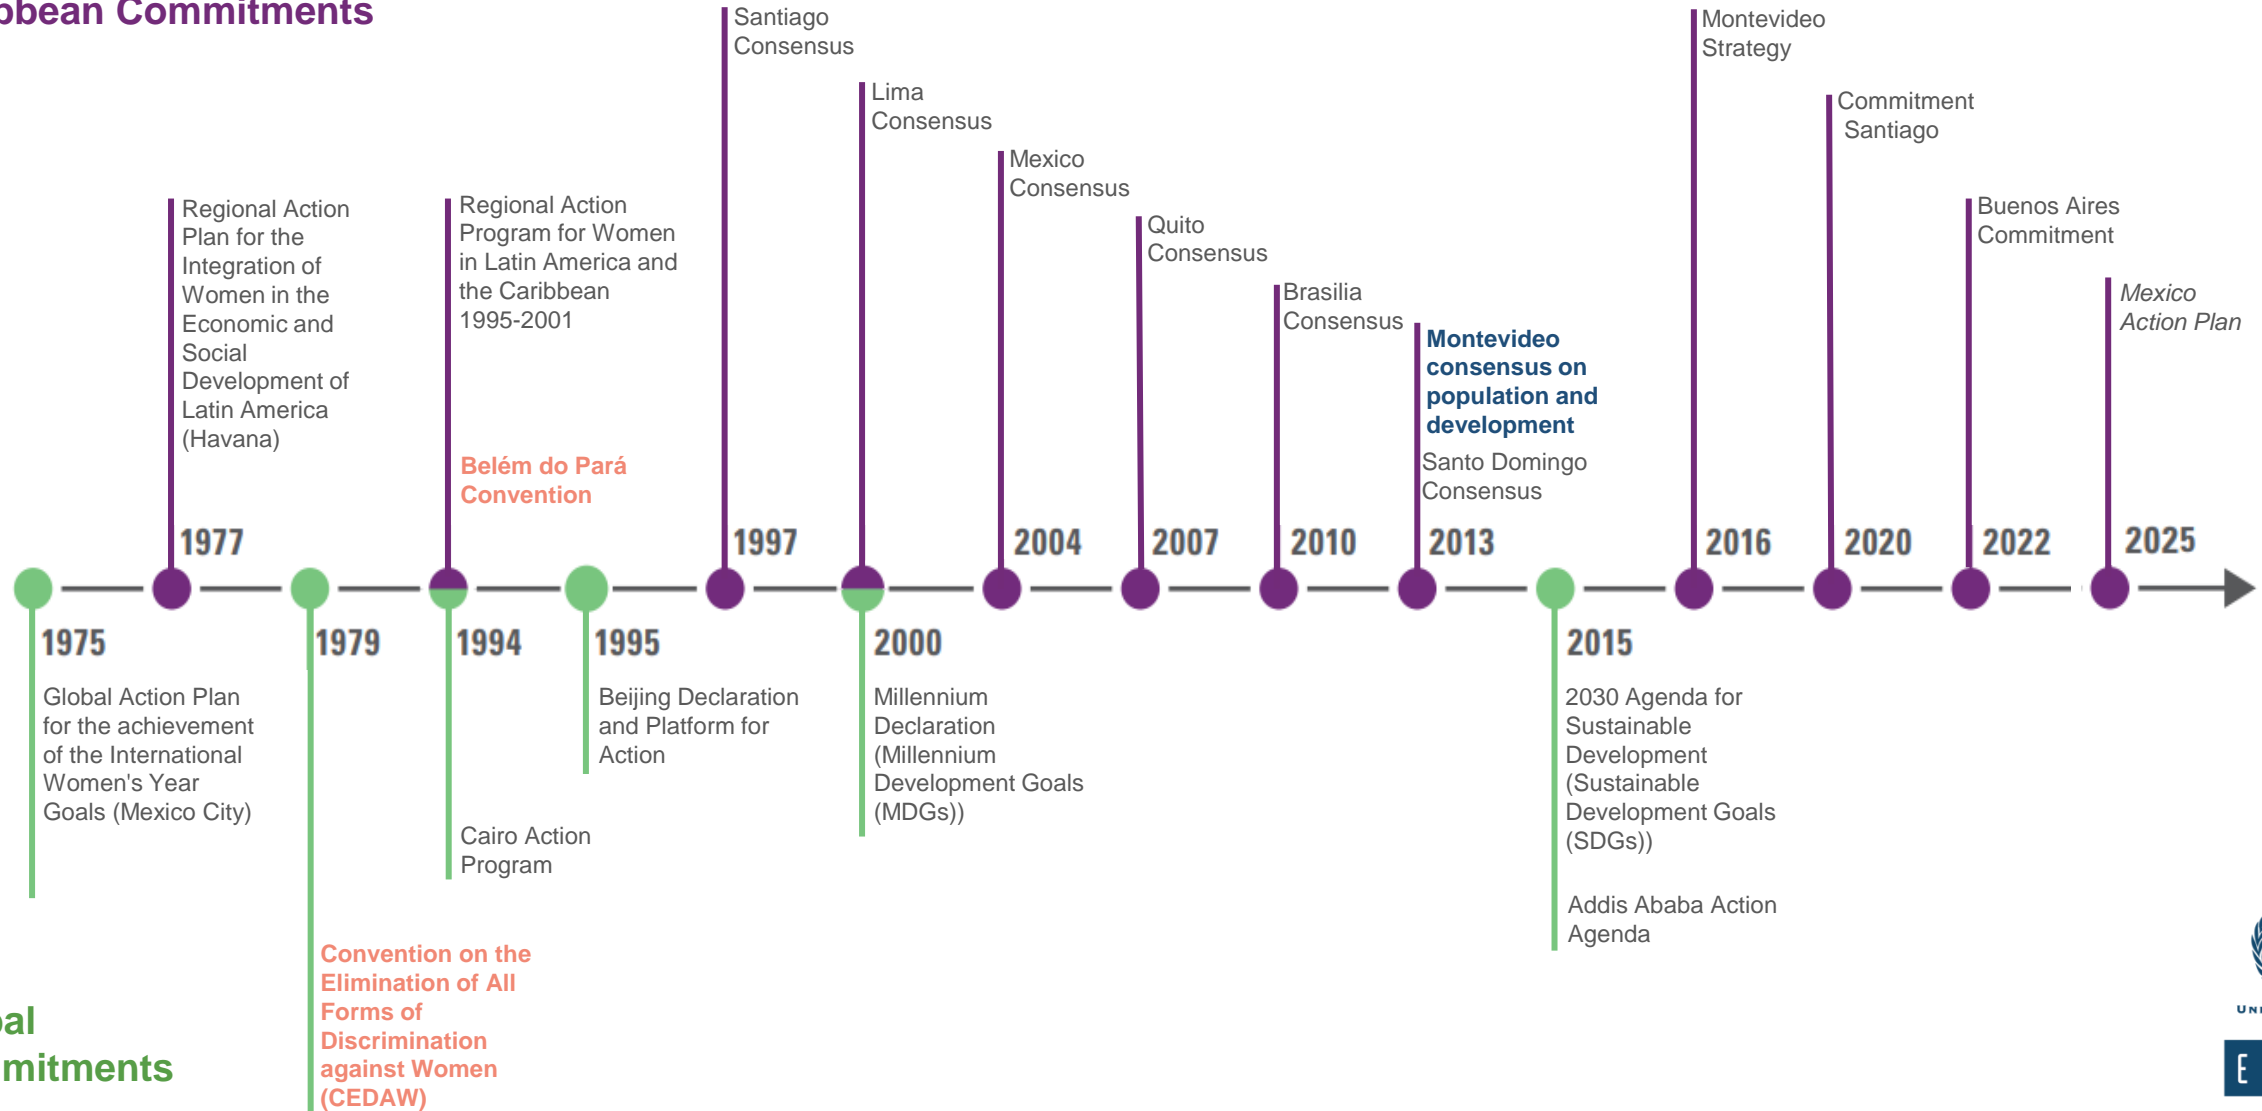 Commitments
Santiago
Consensus
Montevideo
Strategy
Lima
Consensus
Commitment
Santiago
Mexico
Consensus
Regional Action
Plan for the
Integration of
Women in the
Economic and
Social
Development of
Latin America
(Havana)
Regional Action
Program for Women
in Latin America and
the Caribbean
1995-2001
Quito
Consensus
Buenos Aires
Commitment
Brasilia
Consensus
Mexico
Action Plan
Montevideo
consensus on
population and
development
Belém do Pará
Convention
Santo Domingo
Consensus
1977
1997
2004
2007
2010
2013
2016
2020
2022
2025
1975
1979
1994
1995
2000
2015
Global Action Plan
for the achievement
of the International
Women's Year
Goals (Mexico City)
Beijing Declaration
and Platform for
Action
Millennium
Declaration
(Millennium
Development Goals
(MDGs))
2030 Agenda for
Sustainable
Development
(Sustainable
Development Goals
(SDGs))
Cairo Action
Program
Addis Ababa Action
Agenda
Convention on the
Elimination of All
Forms of
Discrimination
against Women
(CEDAW)